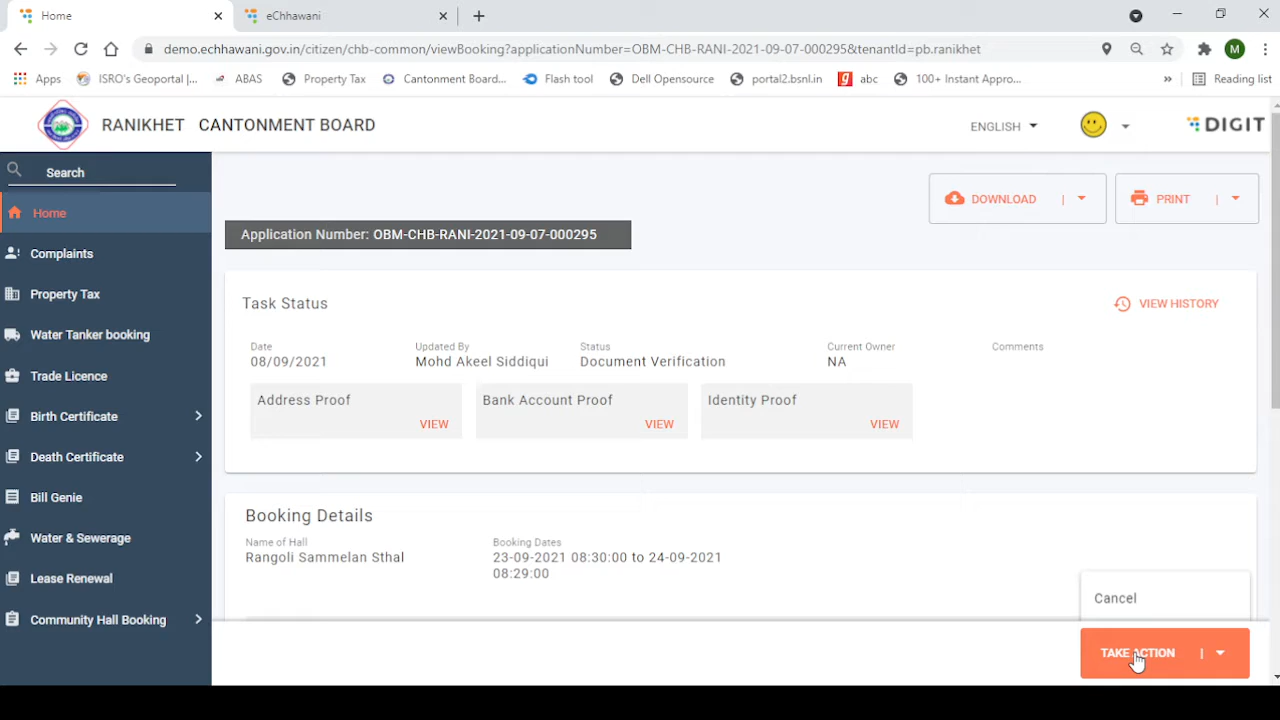 Home
eChhawani
demo.echhawani.gov.in/citizen/chb-common/viewBooking?applicationNumber=OBM-CHB-RANI-2021-09-07-000295&tenantId=pb.ranikhet
M
Apps
ISRO's Geoportal |...
ABAS
Property Tax
Cantonment Board...
Flash tool
Dell Opensource
portal2.bsnl.in
abc
100+ Instant Appro...
»
Reading list
RANIKHET CANTONMENT BOARD
ENGLISH
DIGIT
Search
Home
Complaints
Property Tax
Water Tanker booking
Trade Licence
Birth Certificate
Death Certificate
Bill Genie
Water & Sewerage
Lease Renewal
Community Hall Booking
DOWNLOAD |
PRINT |
Application Number: OBM-CHB-RANI-2021-09-07-000295
Task Status
VIEW HISTORY
Date
08/09/2021
Updated By
Mohd Akeel Siddiqui
Status
Document Verification
Current Owner
NA
Comments
Address Proof
VIEW
Bank Account Proof
VIEW
Identity Proof
VIEW
Booking Details
Name of Hall
Rangoli Sammelan Sthal
Booking Dates
23-09-2021 08:30:00 to 24-09-2021
08:29:00
Cancel
TAKE ACTION |